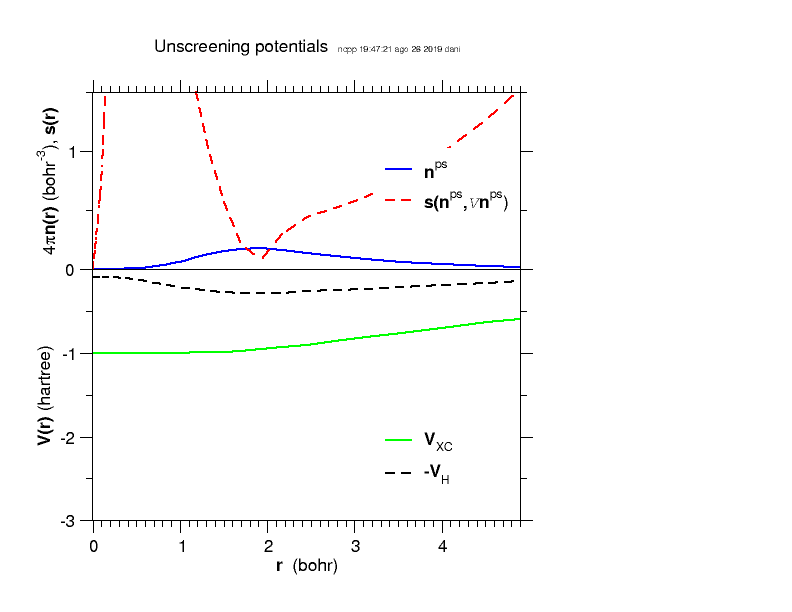 Unscreening potentials ncpp 19:47:21 ago 26 2019 dani
4πn(r) (bohr⁻³), s(r)
1
0
n^ps
s(n^ps,∇n^ps)
V(r) (hartree)
-1
-2
-3
V_XC
-V_H
0 1 2 3 4
r (bohr)